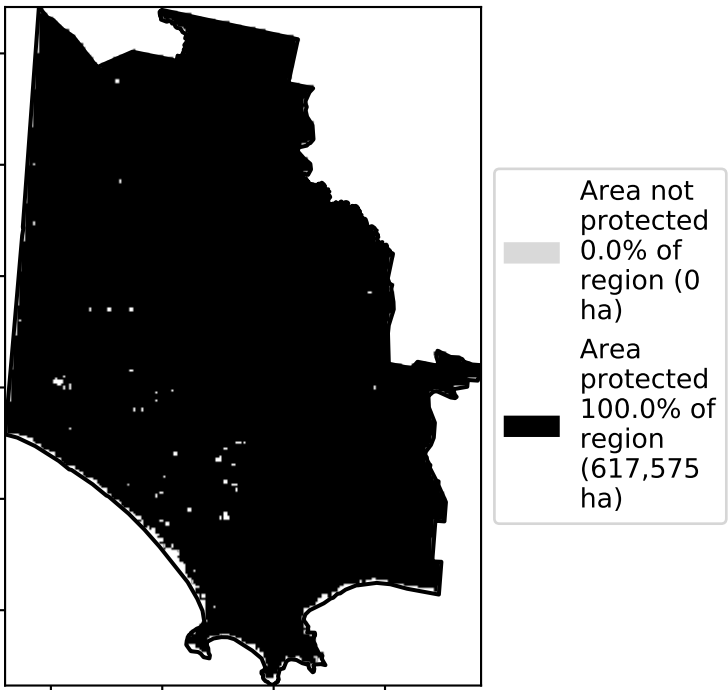 Area not
protected
0.0% of
region (0
ha)
Area
protected
100.0% of
region
(617,575
ha)